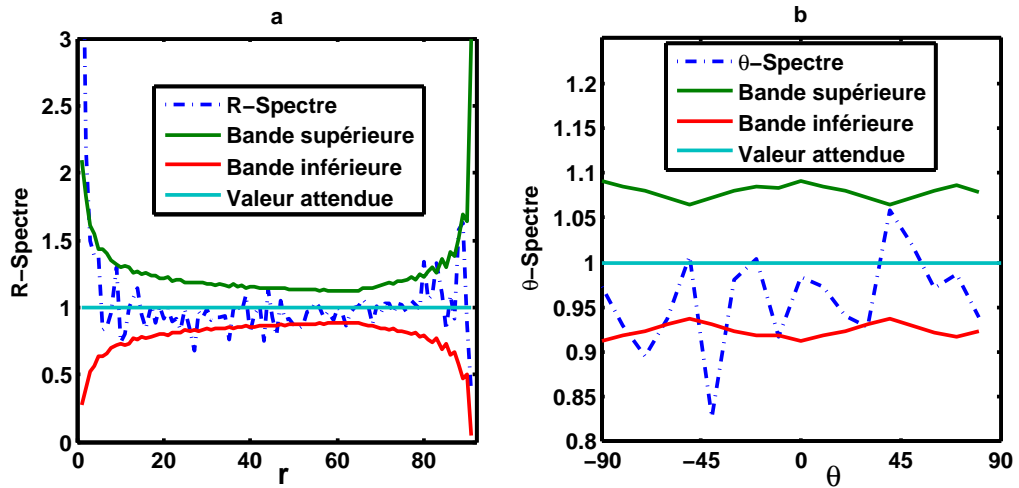 a
R-Spectre
3
2.5
2
1.5
1
0.5
0
R-Spectre
Bande supérieure
Bande inférieure
Valeur attendue
0 20 40 60 80
r
b
θ-Spectre
1.2
1.15
1.1
1.05
1
0.95
0.9
0.85
0.8
θ-Spectre
Bande supérieure
Bande inférieure
Valeur attendue
-90 -45 0 45 90
θ